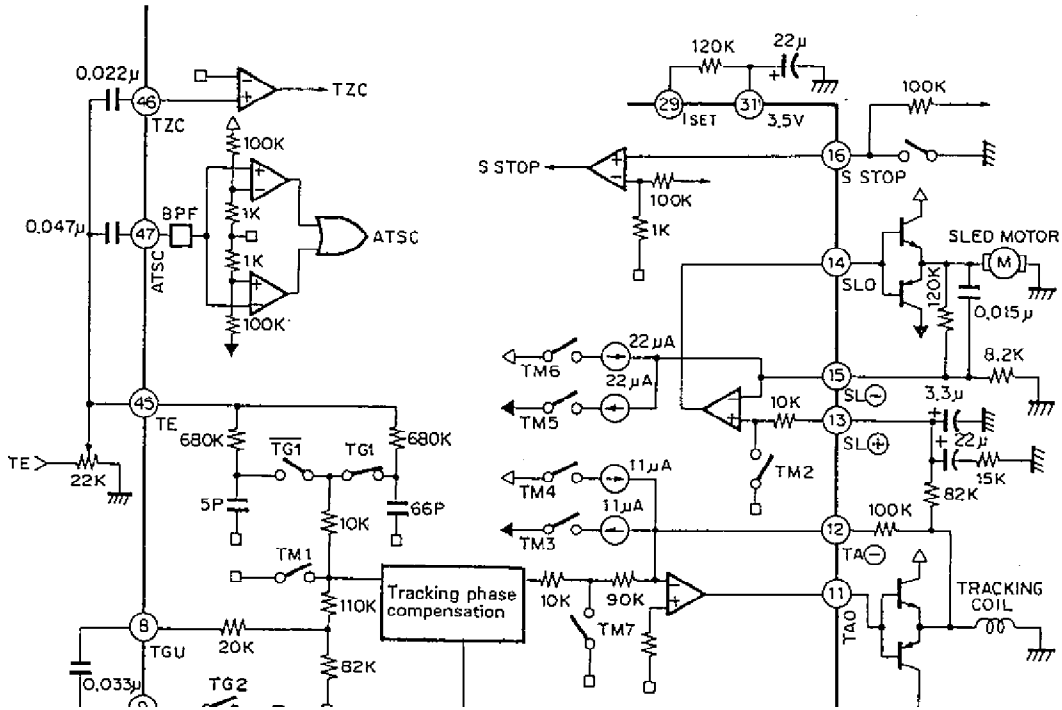 0.022µ
46
TZC
− +
TZC
100K
0.047µ
47
ATSC
BPF
+ −
1K
1K
+ −
100K
ATSC
120K
22µ
+
29
ISET
31
3.5V
100K
16
S STOP
S STOP
+ −
100K
1K
14
SLO
SLED MOTOR
M
120K
0.015µ
TM6
22µA
TM5
22µA
15
SL⊖
8.2K
− +
10K
13
SL⊕
3.3µ
+
22µ
+
15K
82K
TM2
45
TE
680K
TG1
TG1
680K
TE
22K
5P
66P
10K
TM4
11µA
TM3
11µA
12
TA⊖
100K
TM1
Tracking phase
compensation
110K
10K
90K
TM7
− +
11
TAO
TRACKING
COIL
8
TGU
20K
82K
0.033µ
TG2